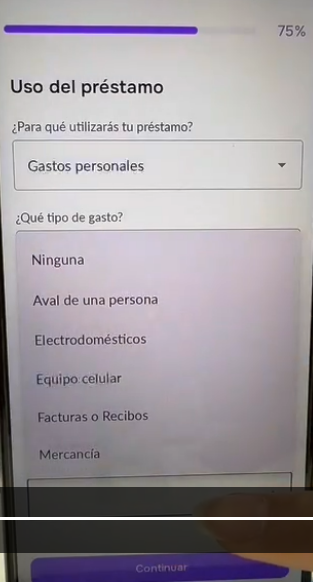 75%
Uso del préstamo
¿Para qué utilizarás tu préstamo?
Gastos personales
¿Qué tipo de gasto?
Ninguna
Aval de una persona
Electrodomésticos
Equipo celular
Facturas o Recibos
Mercancía
Continuar